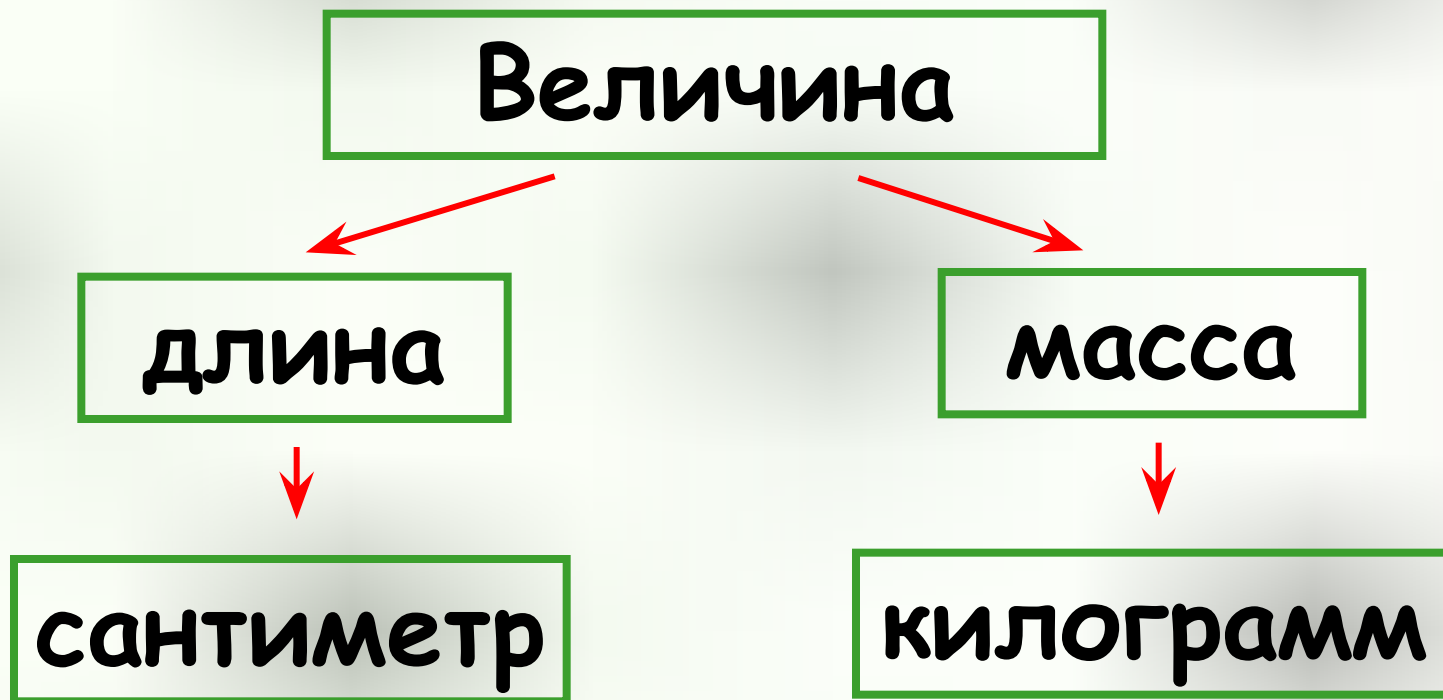 Величина
длина
масса
сантиметр
килограмм